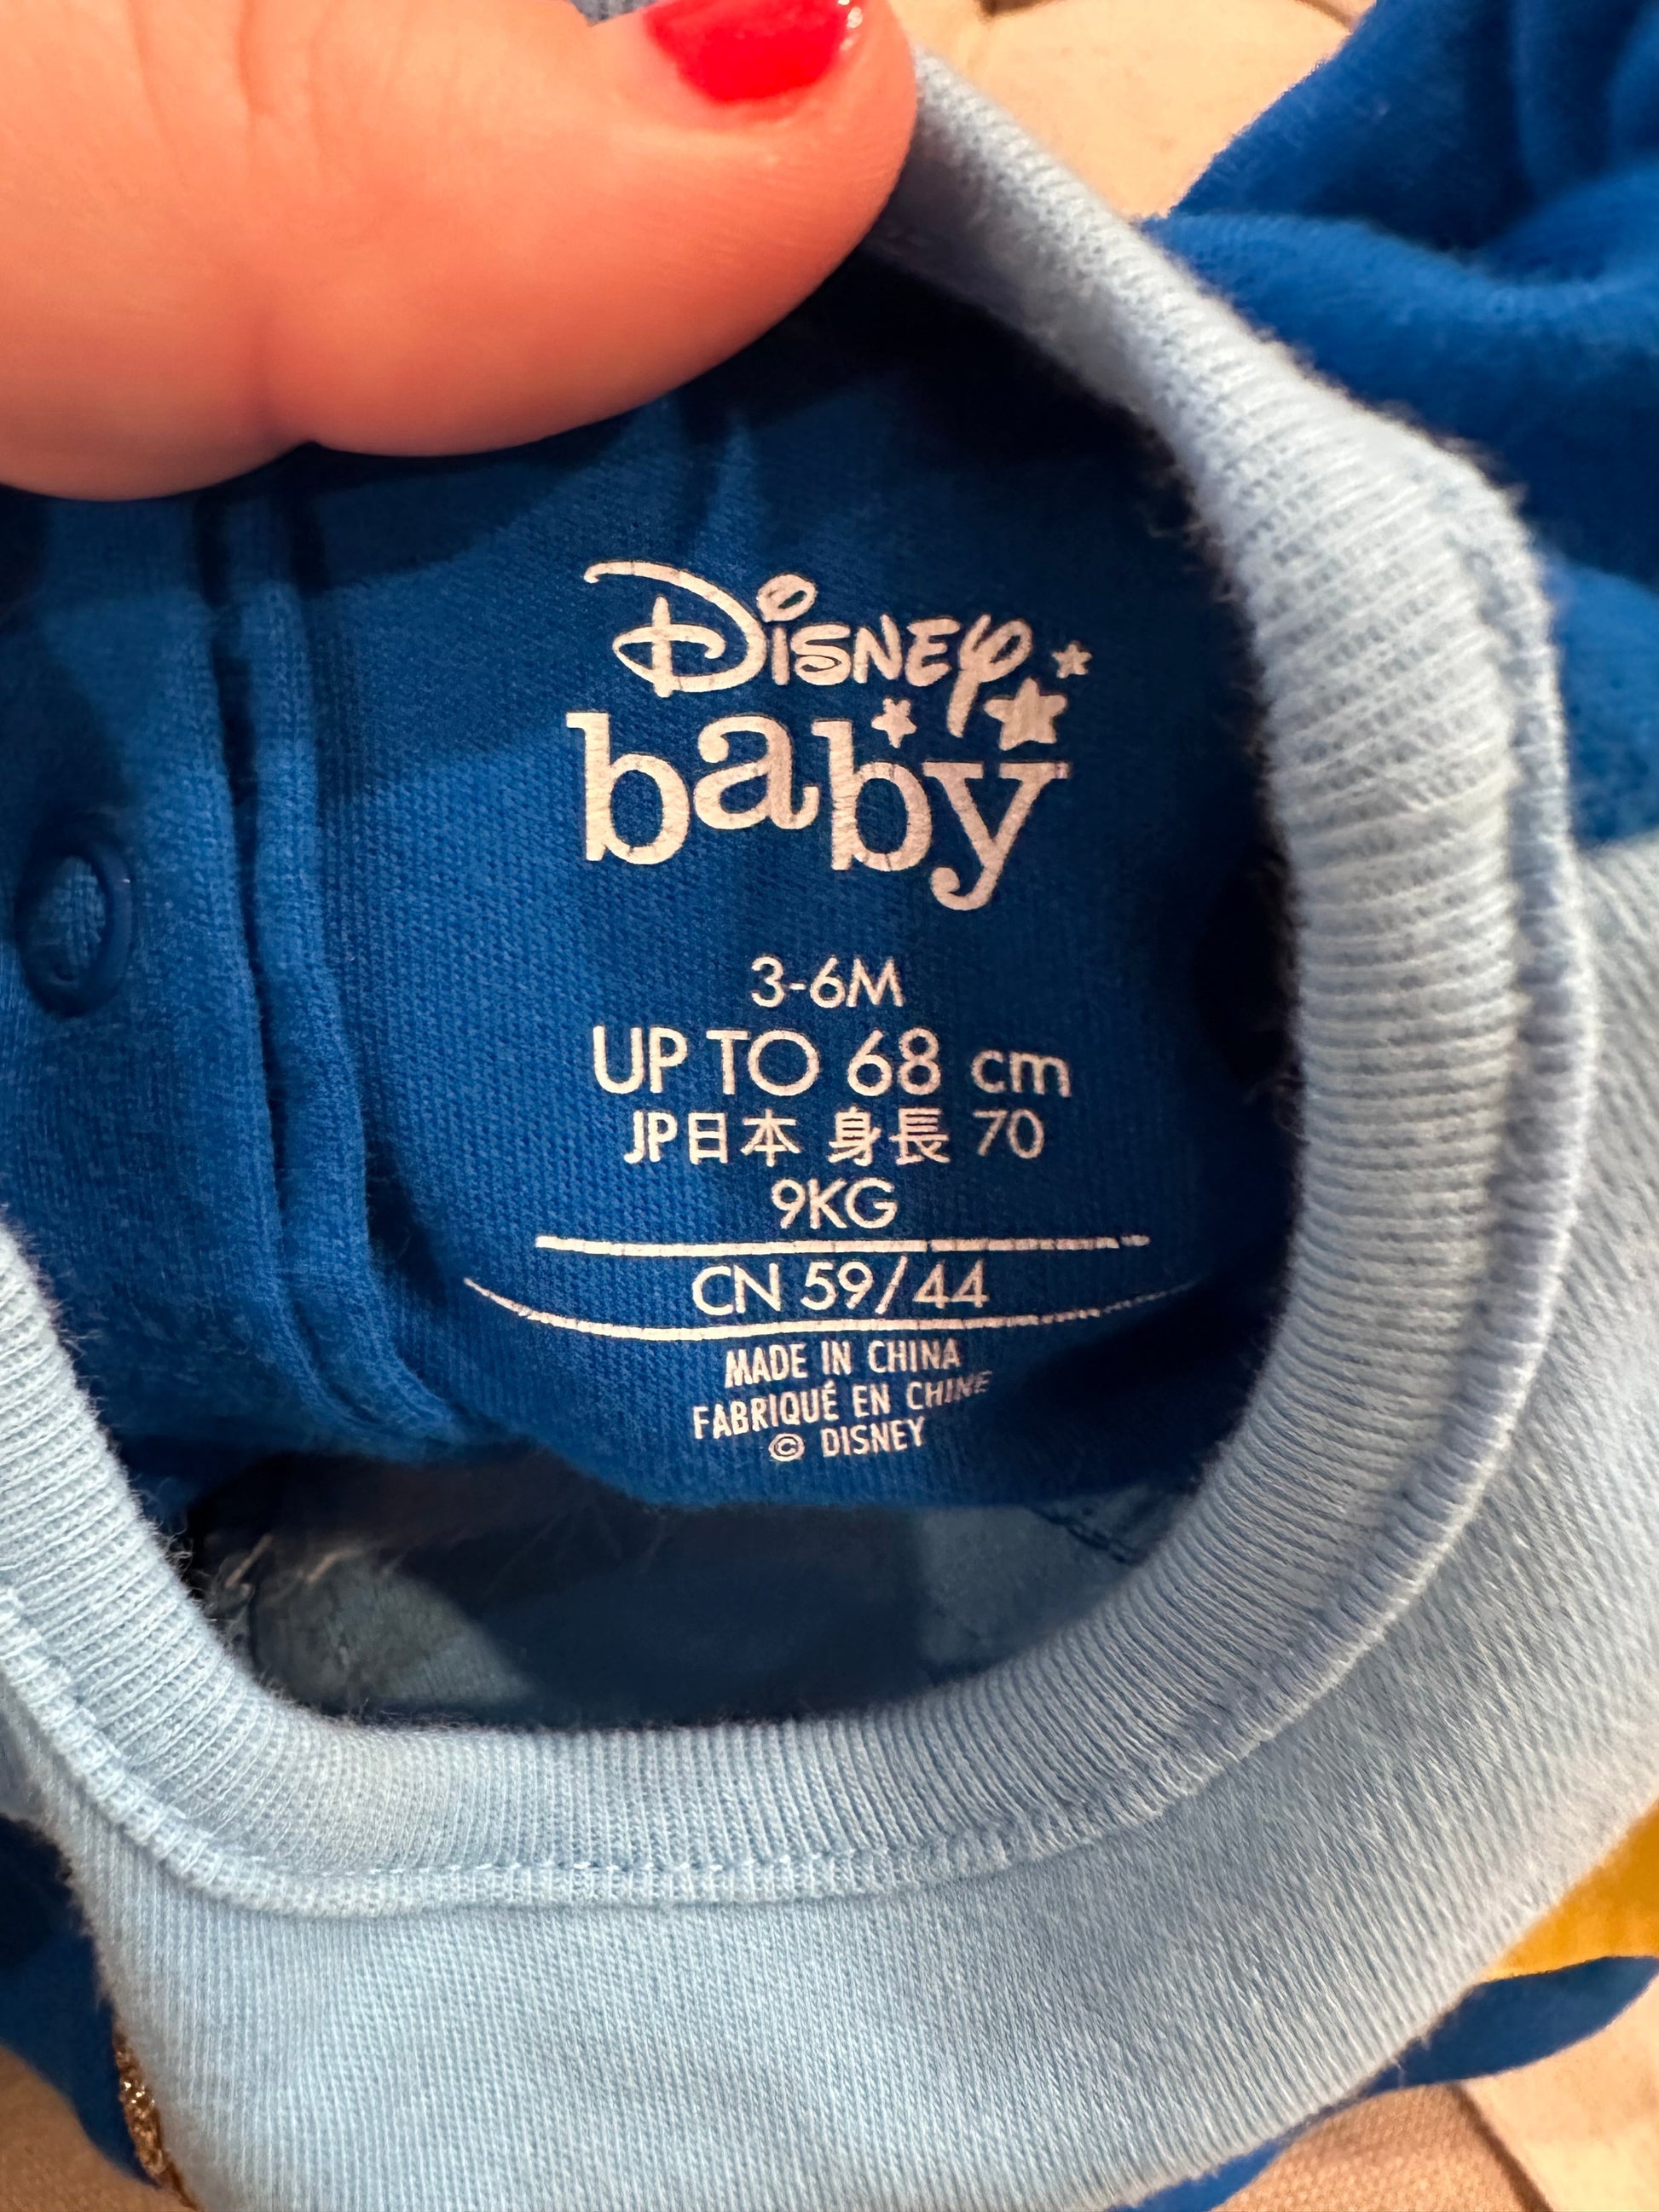 Disney
baby
3-6M
UP TO 68 cm
JP日本 身長 70
9KG
CN 59/44
MADE IN CHINA
FABRIQUÉ EN CHINE
© DISNEY